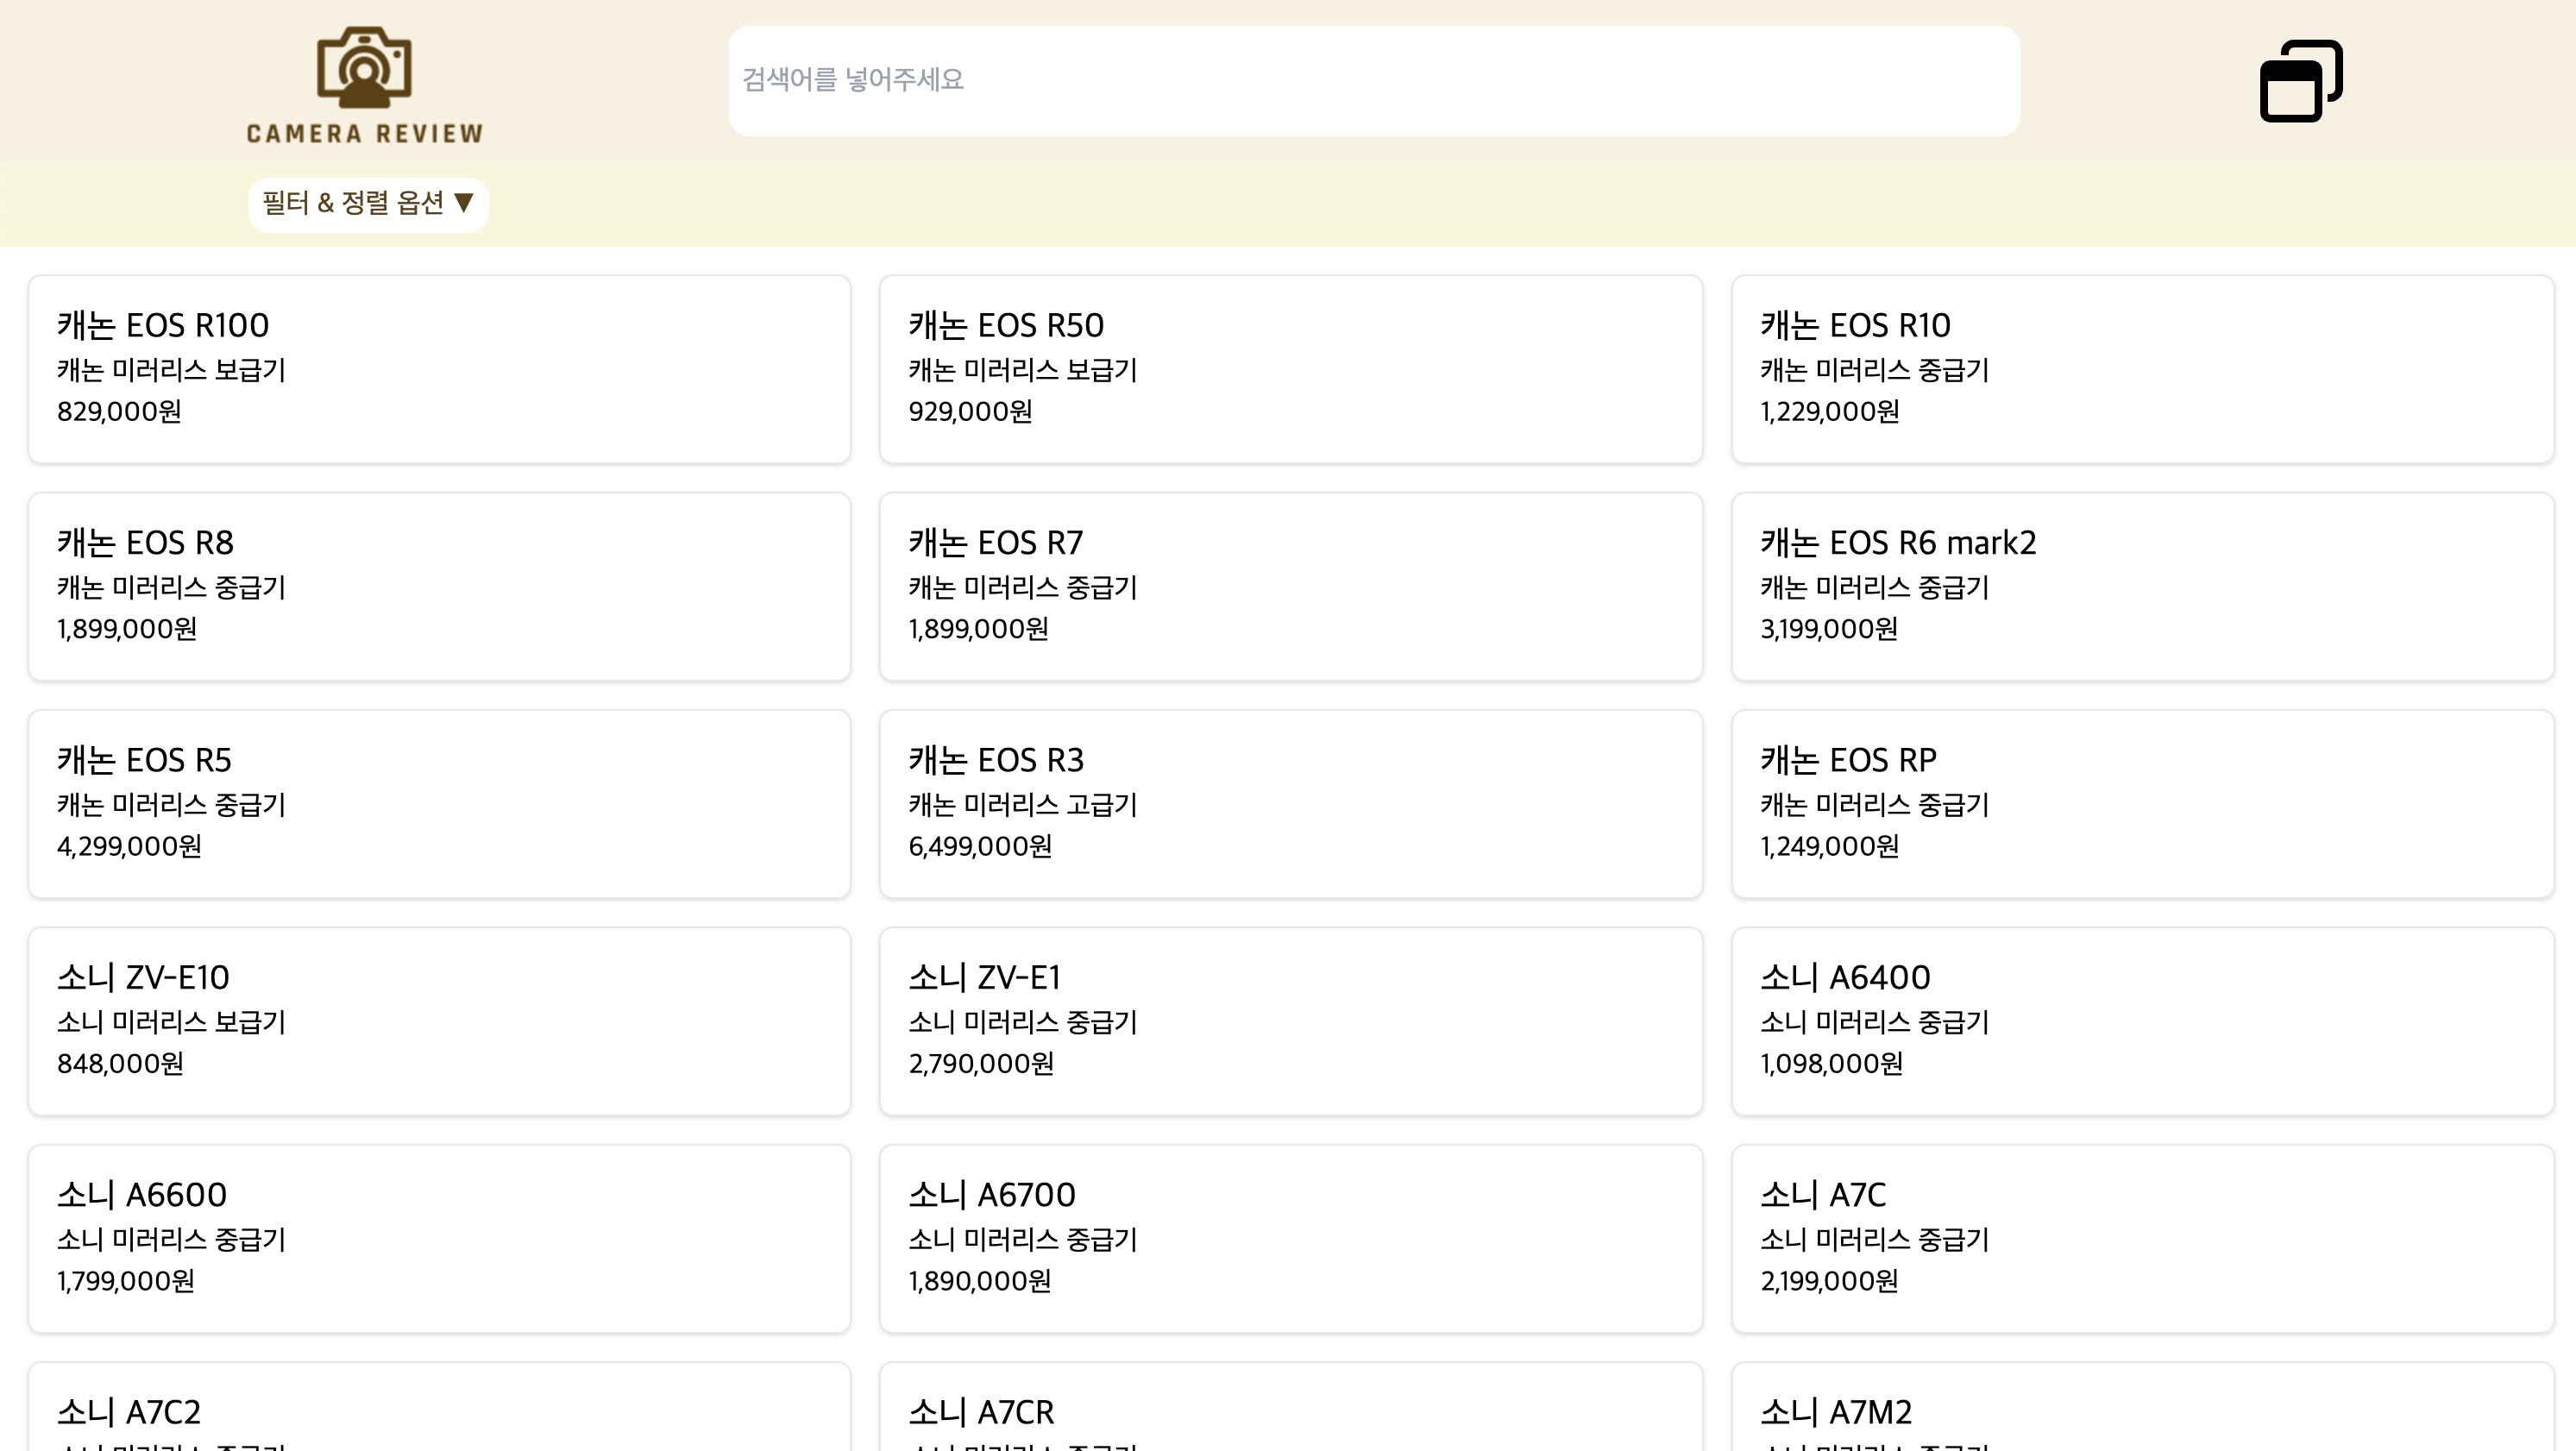 CAMERA REVIEW
검색어를 넣어주세요
필터 & 정렬 옵션 ▼
캐논 EOS R100
캐논 미러리스 보급기
829,000원
캐논 EOS R50
캐논 미러리스 보급기
929,000원
캐논 EOS R10
캐논 미러리스 중급기
1,229,000원
캐논 EOS R8
캐논 미러리스 중급기
1,899,000원
캐논 EOS R7
캐논 미러리스 중급기
1,899,000원
캐논 EOS R6 mark2
캐논 미러리스 중급기
3,199,000원
캐논 EOS R5
캐논 미러리스 중급기
4,299,000원
캐논 EOS R3
캐논 미러리스 고급기
6,499,000원
캐논 EOS RP
캐논 미러리스 중급기
1,249,000원
소니 ZV-E10
소니 미러리스 보급기
848,000원
소니 ZV-E1
소니 미러리스 중급기
2,790,000원
소니 A6400
소니 미러리스 중급기
1,098,000원
소니 A6600
소니 미러리스 중급기
1,799,000원
소니 A6700
소니 미러리스 중급기
1,890,000원
소니 A7C
소니 미러리스 중급기
2,199,000원
소니 A7C2
소니 A7CR
소니 A7M2